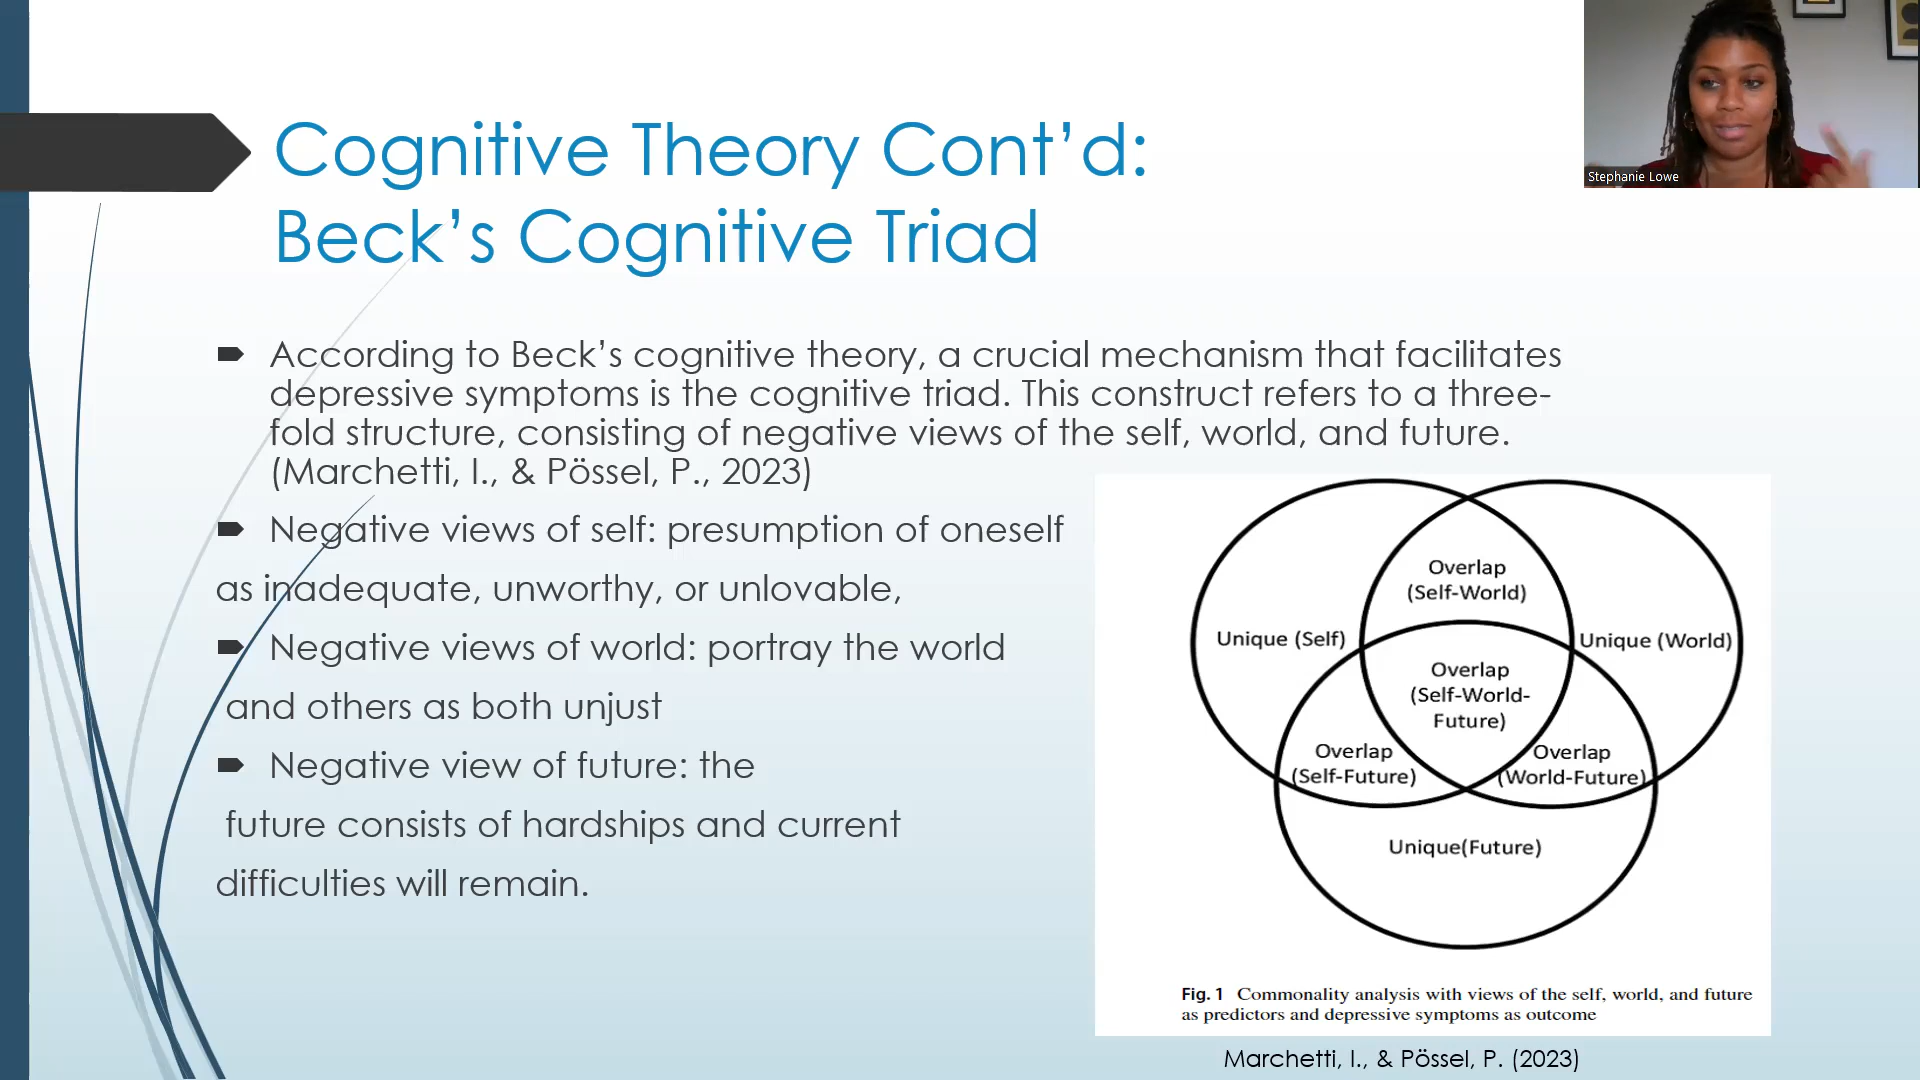 Stephanie Lowe
Cognitive Theory Cont’d:
Beck’s Cognitive Triad
According to Beck’s cognitive theory, a crucial mechanism that facilitates
depressive symptoms is the cognitive triad. This construct refers to a three-
fold structure, consisting of negative views of the self, world, and future.
(Marchetti, I., & Pössel, P., 2023)
Negative views of self: presumption of oneself
as inadequate, unworthy, or unlovable,
Negative views of world: portray the world
and others as both unjust
Negative view of future: the
future consists of hardships and current
difficulties will remain.
Overlap
(Self-World)
Unique (Self)
Unique (World)
Overlap
(Self-World-
Future)
Overlap
(Self-Future)
Overlap
(World-Future)
Unique(Future)
Fig. 1 Commonality analysis with views of the self, world, and future
as predictors and depressive symptoms as outcome
Marchetti, I., & Pössel, P. (2023)